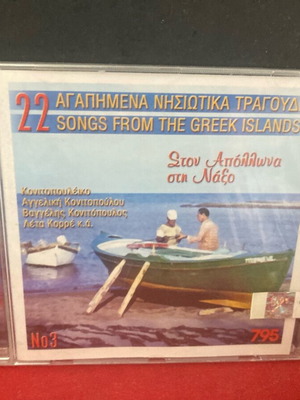 22 ΑΓΑΠΗΜΕΝΑ ΝΗΣΙΩΤΙΚΑ ΤΡΑΓΟΥΔ
SONGS FROM THE GREEK ISLANDS
Στον Απόλλωνα
στη Νάξο
Κονιτοπουλέικο
Αγγελική Κονιτοπούλου
Βαγγέλης Κονιτόπουλος
Λέτα Κορρέ κ.ά.
Νο3
795